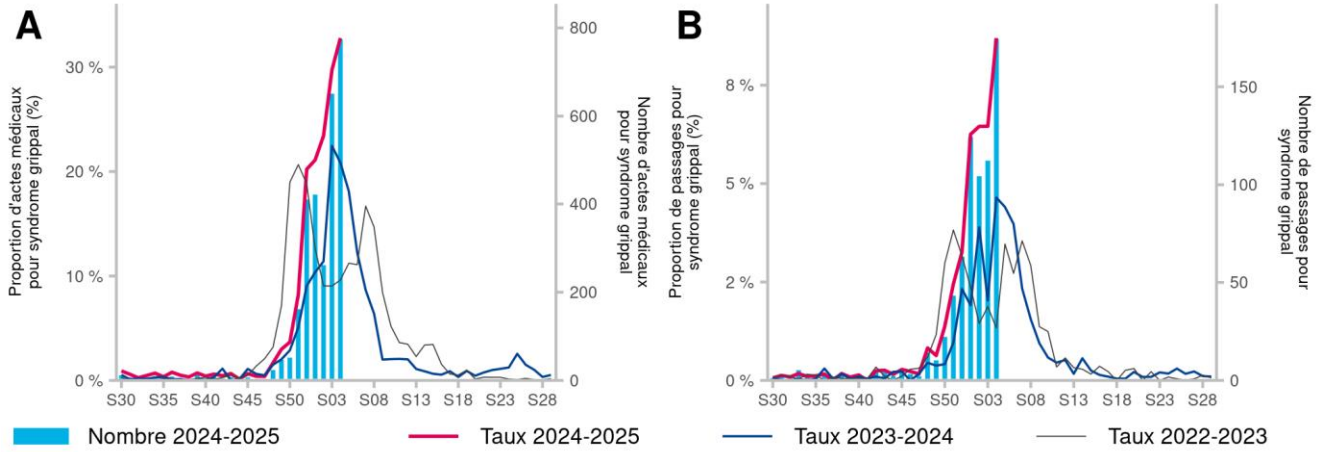 A
Proportion d'actes médicaux
pour syndrome grippal (%)
30 %
20 %
10 %
0 %
800
600
400
200
0
Nombre d'actes médicaux
pour syndrome grippal
S30 S35 S40 S45 S50 S03 S08 S13 S18 S23 S28
B
Proportion de passages pour
syndrome grippal (%)
8 %
5 %
2 %
0 %
150
100
50
0
Nombre de passages pour
syndrome grippal
S30 S35 S40 S45 S50 S03 S08 S13 S18 S23 S28
Nombre 2024-2025 Taux 2024-2025 Taux 2023-2024 Taux 2022-2023